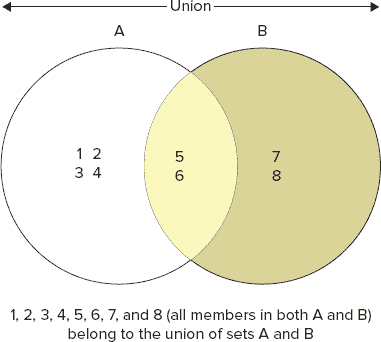 Union
A B
1 2 5 7
3 4 6 8
1, 2, 3, 4, 5, 6, 7, and 8 (all members in both A and B)
belong to the union of sets A and B